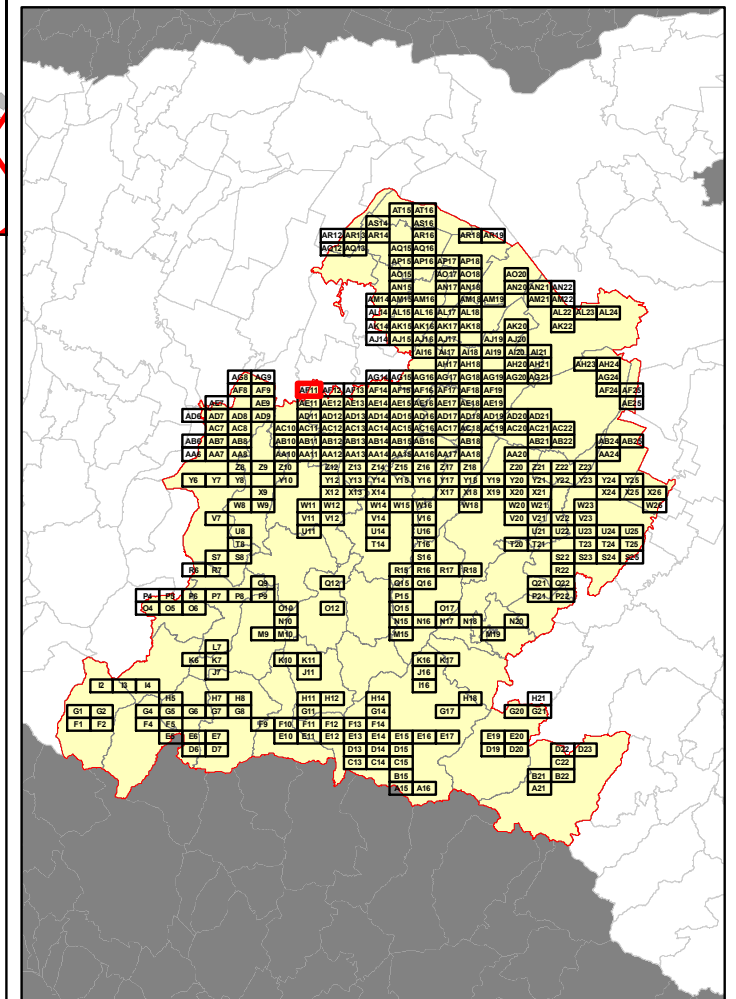 AT15 AT16
AS14 AS16
AR12 AR13 AR14 AR16 AR18 AR19
AQ12 AQ13 AQ15 AQ16
AP15 AP16 AP17 AP18
AO15 AO17 AO18 AO20
AN15 AN17 AN18 AN20 AN21 AN22
AM14 AM15 AM16 AM18 AM19 AM21 AM22
AL14 AL15 AL16 AL17 AL18 AL22 AL23 AL24
AK14 AK15 AK16 AK17 AK18 AK20 AK22
AJ14 AJ15 AJ16 AJ17 AJ19 AJ20
AI16 AI17 AI18 AI19 AI20 AI21
AH17 AH18 AH20 AH21 AH23 AH24
AG8 AG9 AG14 AG15 AG16 AG17 AG18 AG19 AG20 AG21 AG24
AF8 AF9 AF11 AF12 AF13 AF14 AF15 AF16 AF17 AF18 AF19 AF24 AF25
AE7 AE9 AE11 AE12 AE13 AE14 AE15 AE16 AE17 AE18 AE19 AE25
AD6 AD7 AD8 AD9 AD11 AD12 AD13 AD14 AD15 AD16 AD17 AD18 AD19 AD20 AD21
AC7 AC8 AC10 AC11 AC12 AC13 AC14 AC15 AC16 AC17 AC18 AC19 AC20 AC21 AC22
AB6 AB7 AB8 AB10 AB11 AB12 AB13 AB14 AB15 AB16 AB18 AB21 AB22 AB24 AB25
AA6 AA7 AA8 AA10 AA11 AA12 AA13 AA14 AA15 AA16 AA17 AA18 AA20 AA24
Z8 Z9 Z10 Z12 Z13 Z14 Z15 Z16 Z17 Z18 Z20 Z21 Z22 Z23
Y6 Y7 Y8 Y10 Y12 Y13 Y14 Y15 Y16 Y17 Y18 Y19 Y20 Y21 Y22 Y23 Y24 Y25
X9 X12 X13 X14 X17 X18 X19 X20 X21 X24 X25 X26
W8 W9 W11 W12 W14 W15 W16 W18 W20 W21 W23 W26
V7 V11 V12 V14 V16 V20 V21 V22 V23
U8 U11 U14 U16 U21 U22 U23 U24 U25
T8 T14 T16 T20 T21 T23 T24 T25
S7 S8 S16 S22 S23 S24 S25
R6 R7 R15 R16 R17 R18 R22
Q9 Q12 Q15 Q16 Q21 Q22
P4 P5 P6 P7 P8 P9 P15 P21 P22
O4 O5 O6 O10 O12 O15 O17
N10 N15 N16 N17 N18 N20
M9 M10 M15 M19
L7
K6 K7 K10 K11 K16 K17
J7 J11 J16
I2 I3 I4 I16
H5 H7 H8 H11 H12 H14 H18 H21
G1 G2 G4 G5 G6 G7 G8 G11 G14 G17 G20 G21
F1 F2 F4 F5 F9 F10 F11 F12 F13 F14
E5 E6 E7 E10 E11 E12 E13 E14 E15 E16 E17 E19 E20
D6 D7 D13 D14 D15 D19 D20 D22 D23
C13 C14 C15 C22
B15 B21 B22
A15 A16 A21